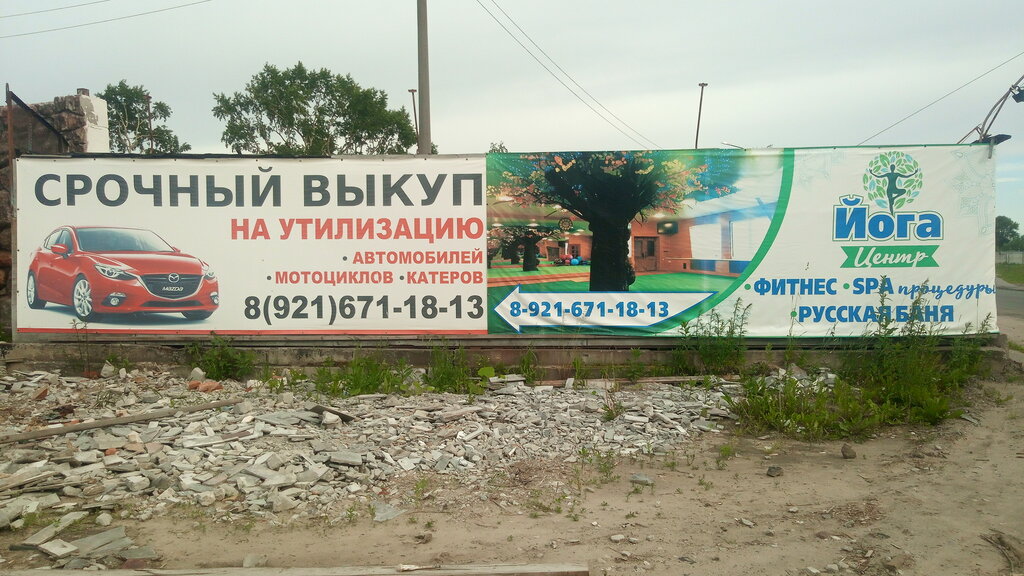 СРОЧНЫЙ ВЫКУП
НА УТИЛИЗАЦИЮ
• АВТОМОБИЛЕЙ
•МОТОЦИКЛОВ •КАТЕРОВ
8(921)671-18-13
MAZDA
8-921-671-18-13
Йога
Центр
•ФИТНЕС •SPA процедуры
•РУССКАЯ БАНЯ